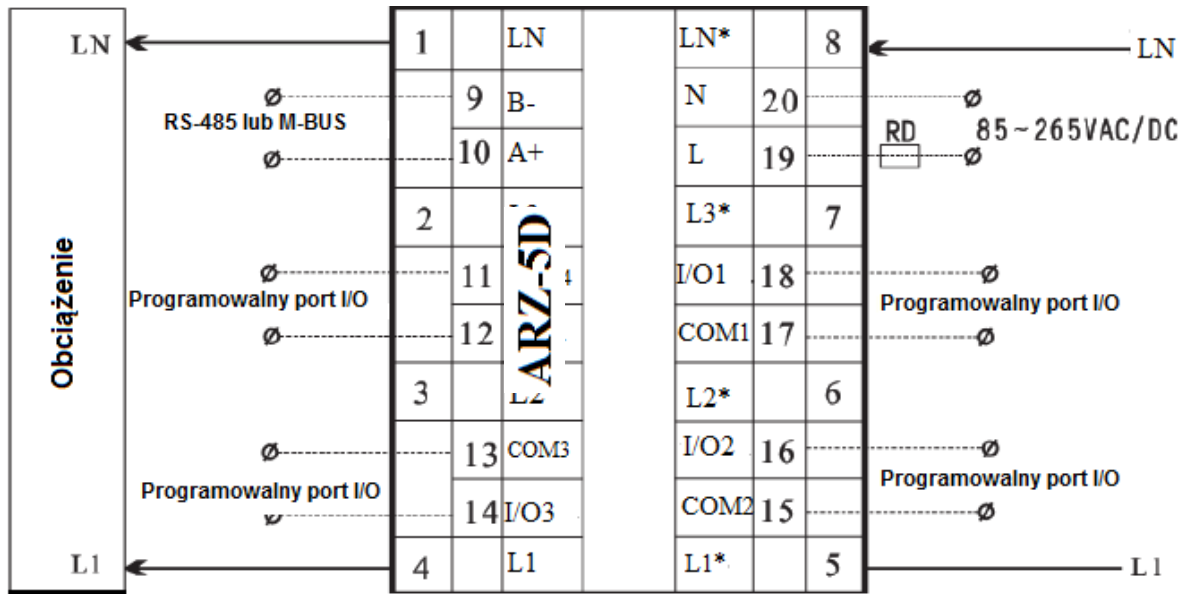 LN
1
LN
LN*
8
LN
RS-485 lub M-BUS
9
B-
N
20
85~265VAC/DC
10
A+
L
19
RD
2
L3*
7
Obciążenie
ARZ-5D
Programowalny port I/O
11
4
I/O1
18
Programowalny port I/O
12
COM1
17
3
L2*
6
Programowalny port I/O
13
COM3
I/O2
16
Programowalny port I/O
14
I/O3
COM2
15
L1
4
L1
L1*
5
L1